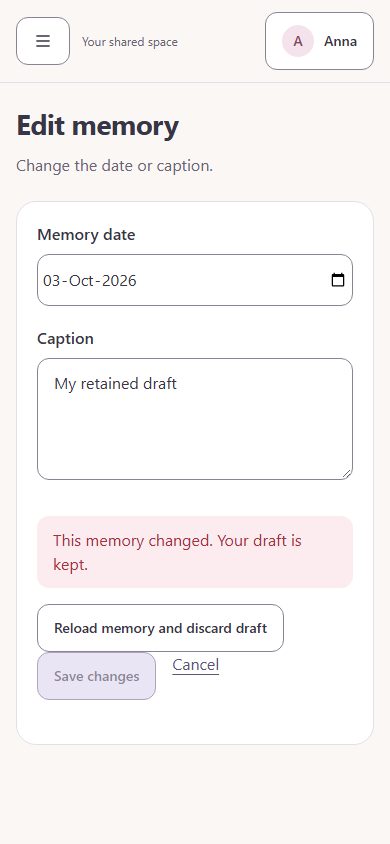 Your shared space
A
Anna
Edit memory
Change the date or caption.
Memory date
03-Oct-2026
Caption
My retained draft
This memory changed. Your draft is
kept.
Reload memory and discard draft
Save changes
Cancel